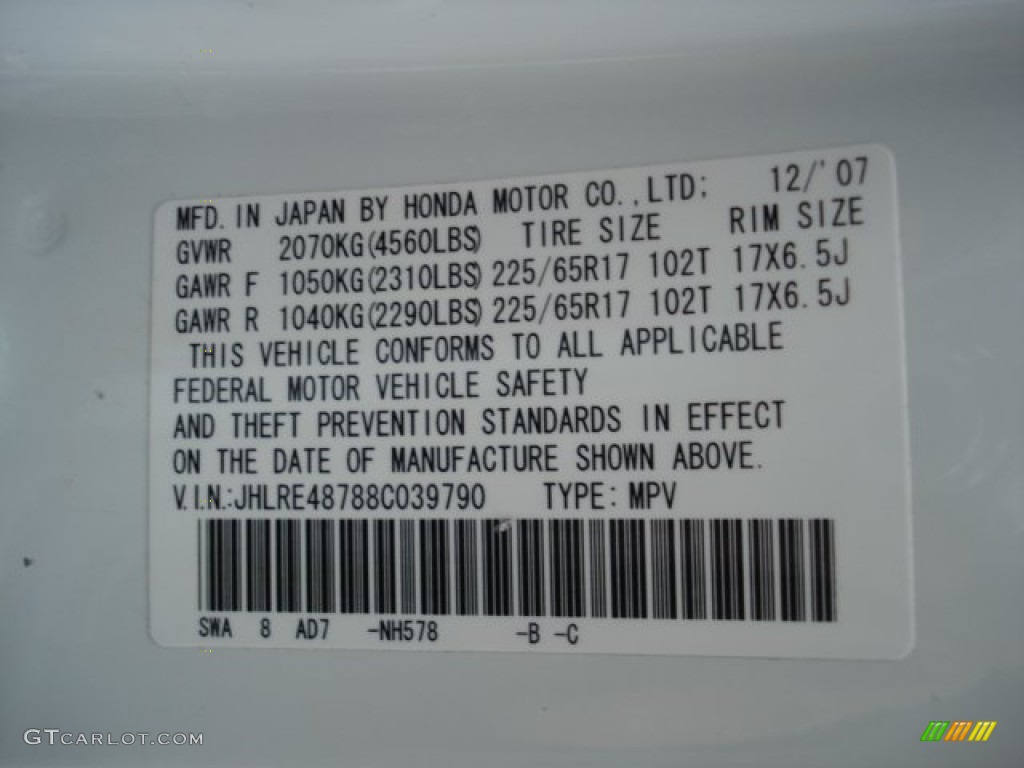 MFD. IN JAPAN BY HONDA MOTOR CO., LTD; 12/'07
GVWR 2070KG(4560LBS) TIRE SIZE RIM SIZE
GAWR F 1050KG(2310LBS) 225/65R17 102T 17X6.5J
GAWR R 1040KG(2290LBS) 225/65R17 102T 17X6.5J
THIS VEHICLE CONFORMS TO ALL APPLICABLE
FEDERAL MOTOR VEHICLE SAFETY
AND THEFT PREVENTION STANDARDS IN EFFECT
ON THE DATE OF MANUFACTURE SHOWN ABOVE.
V.I.N.:JHLRE48788C039790 TYPE: MPV
SWA 8 AD7 -NH578 -B -C
GTCARLOT.COM